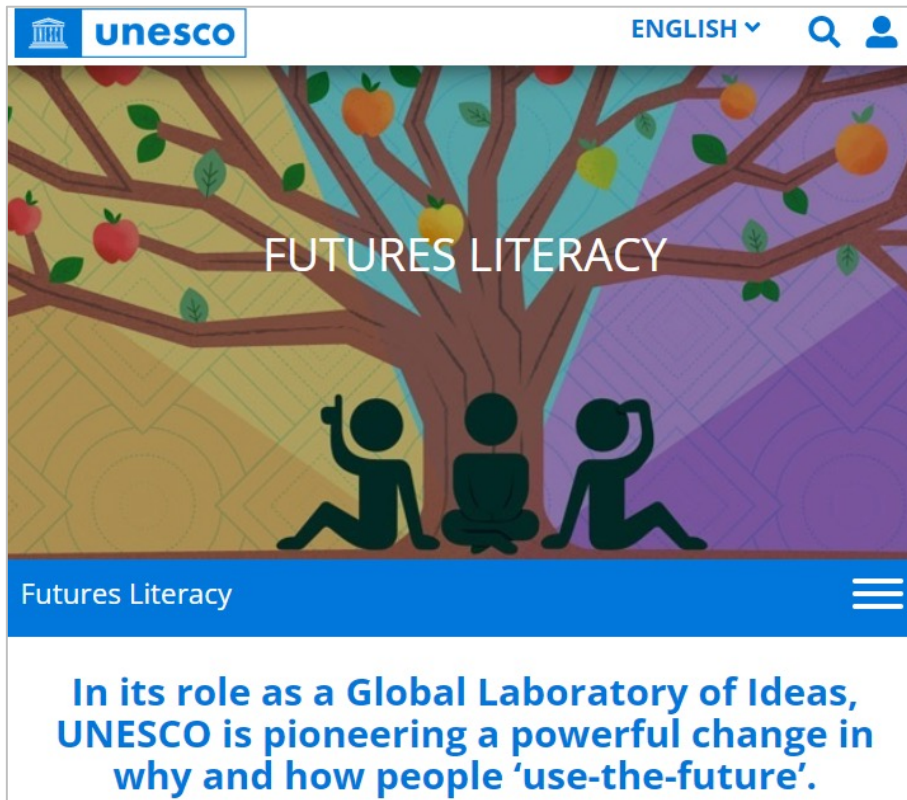 unesco
ENGLISH
FUTURES LITERACY
Futures Literacy
In its role as a Global Laboratory of Ideas,
UNESCO is pioneering a powerful change in
why and how people ‘use-the-future’.